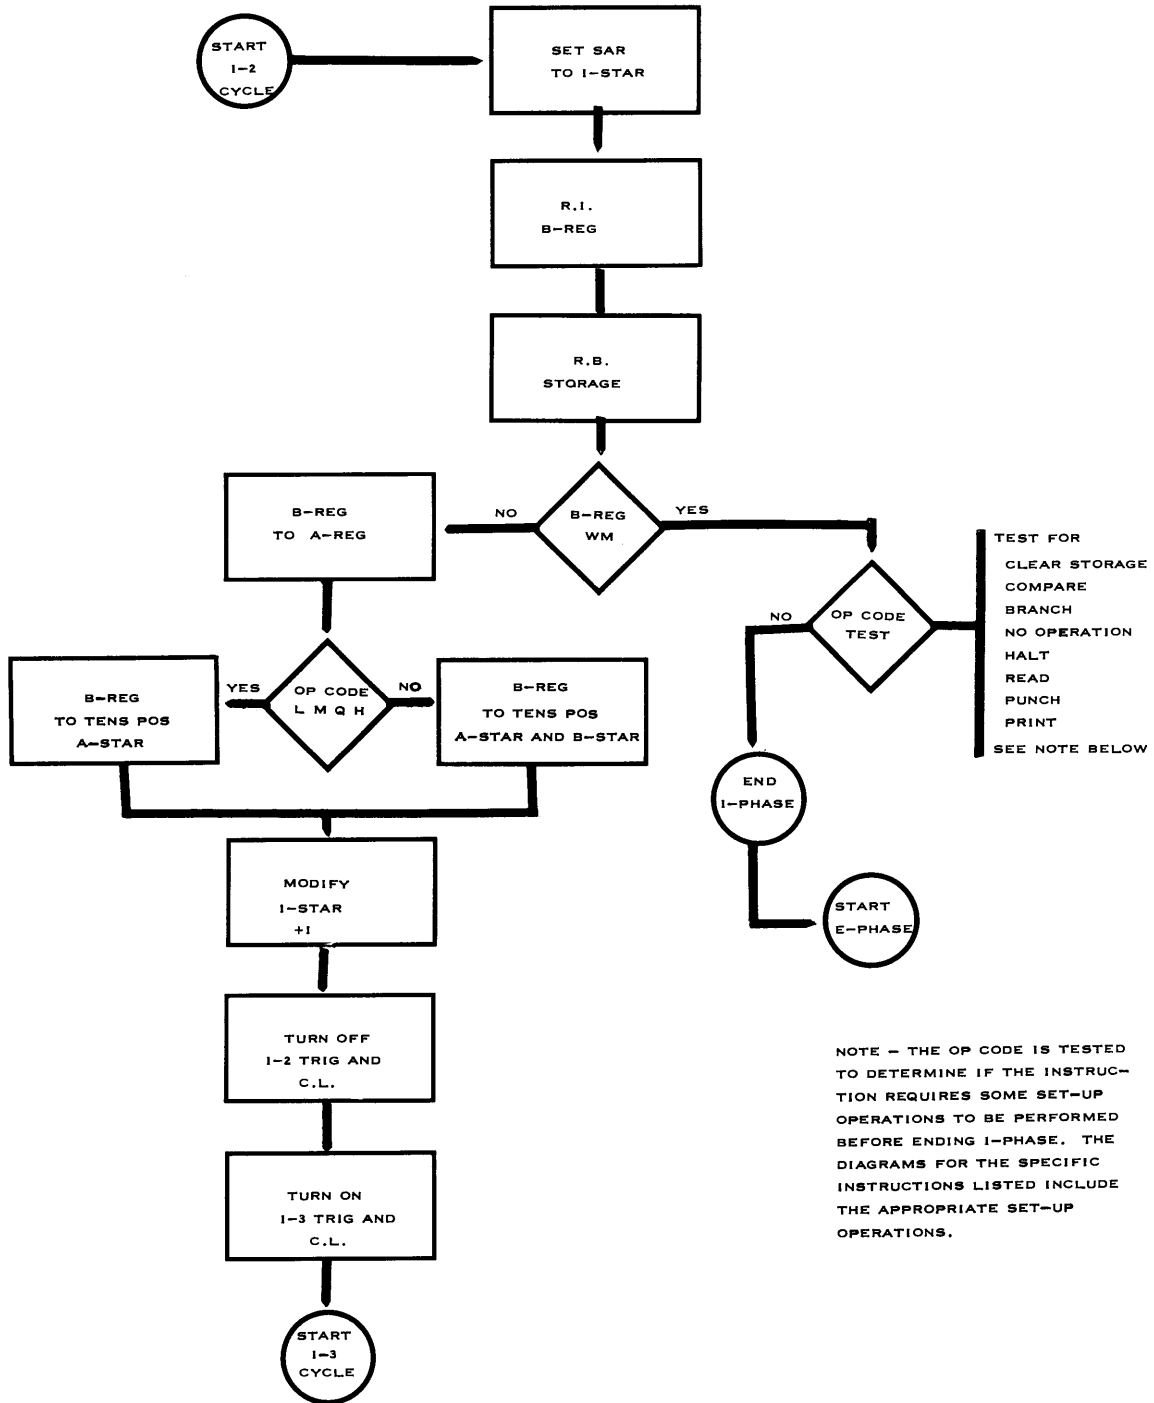 START
I-2
CYCLE
SET SAR
TO I-STAR
R.I.
B-REG
R.B.
STORAGE
B-REG
WM
NO
YES
B-REG
TO A-REG
OP CODE
L M Q H
YES
NO
B-REG
TO TENS POS
A-STAR
B-REG
TO TENS POS
A-STAR AND B-STAR
MODIFY
I-STAR
+1
TURN OFF
I-2 TRIG AND
C.L.
TURN ON
I-3 TRIG AND
C.L.
START
I-3
CYCLE
OP CODE
TEST
NO
TEST FOR
CLEAR STORAGE
COMPARE
BRANCH
NO OPERATION
HALT
READ
PUNCH
PRINT
SEE NOTE BELOW
END
I-PHASE
START
E-PHASE
NOTE – THE OP CODE IS TESTED
TO DETERMINE IF THE INSTRUC–
TION REQUIRES SOME SET–UP
OPERATIONS TO BE PERFORMED
BEFORE ENDING I–PHASE. THE
DIAGRAMS FOR THE SPECIFIC
INSTRUCTIONS LISTED INCLUDE
THE APPROPRIATE SET–UP
OPERATIONS.